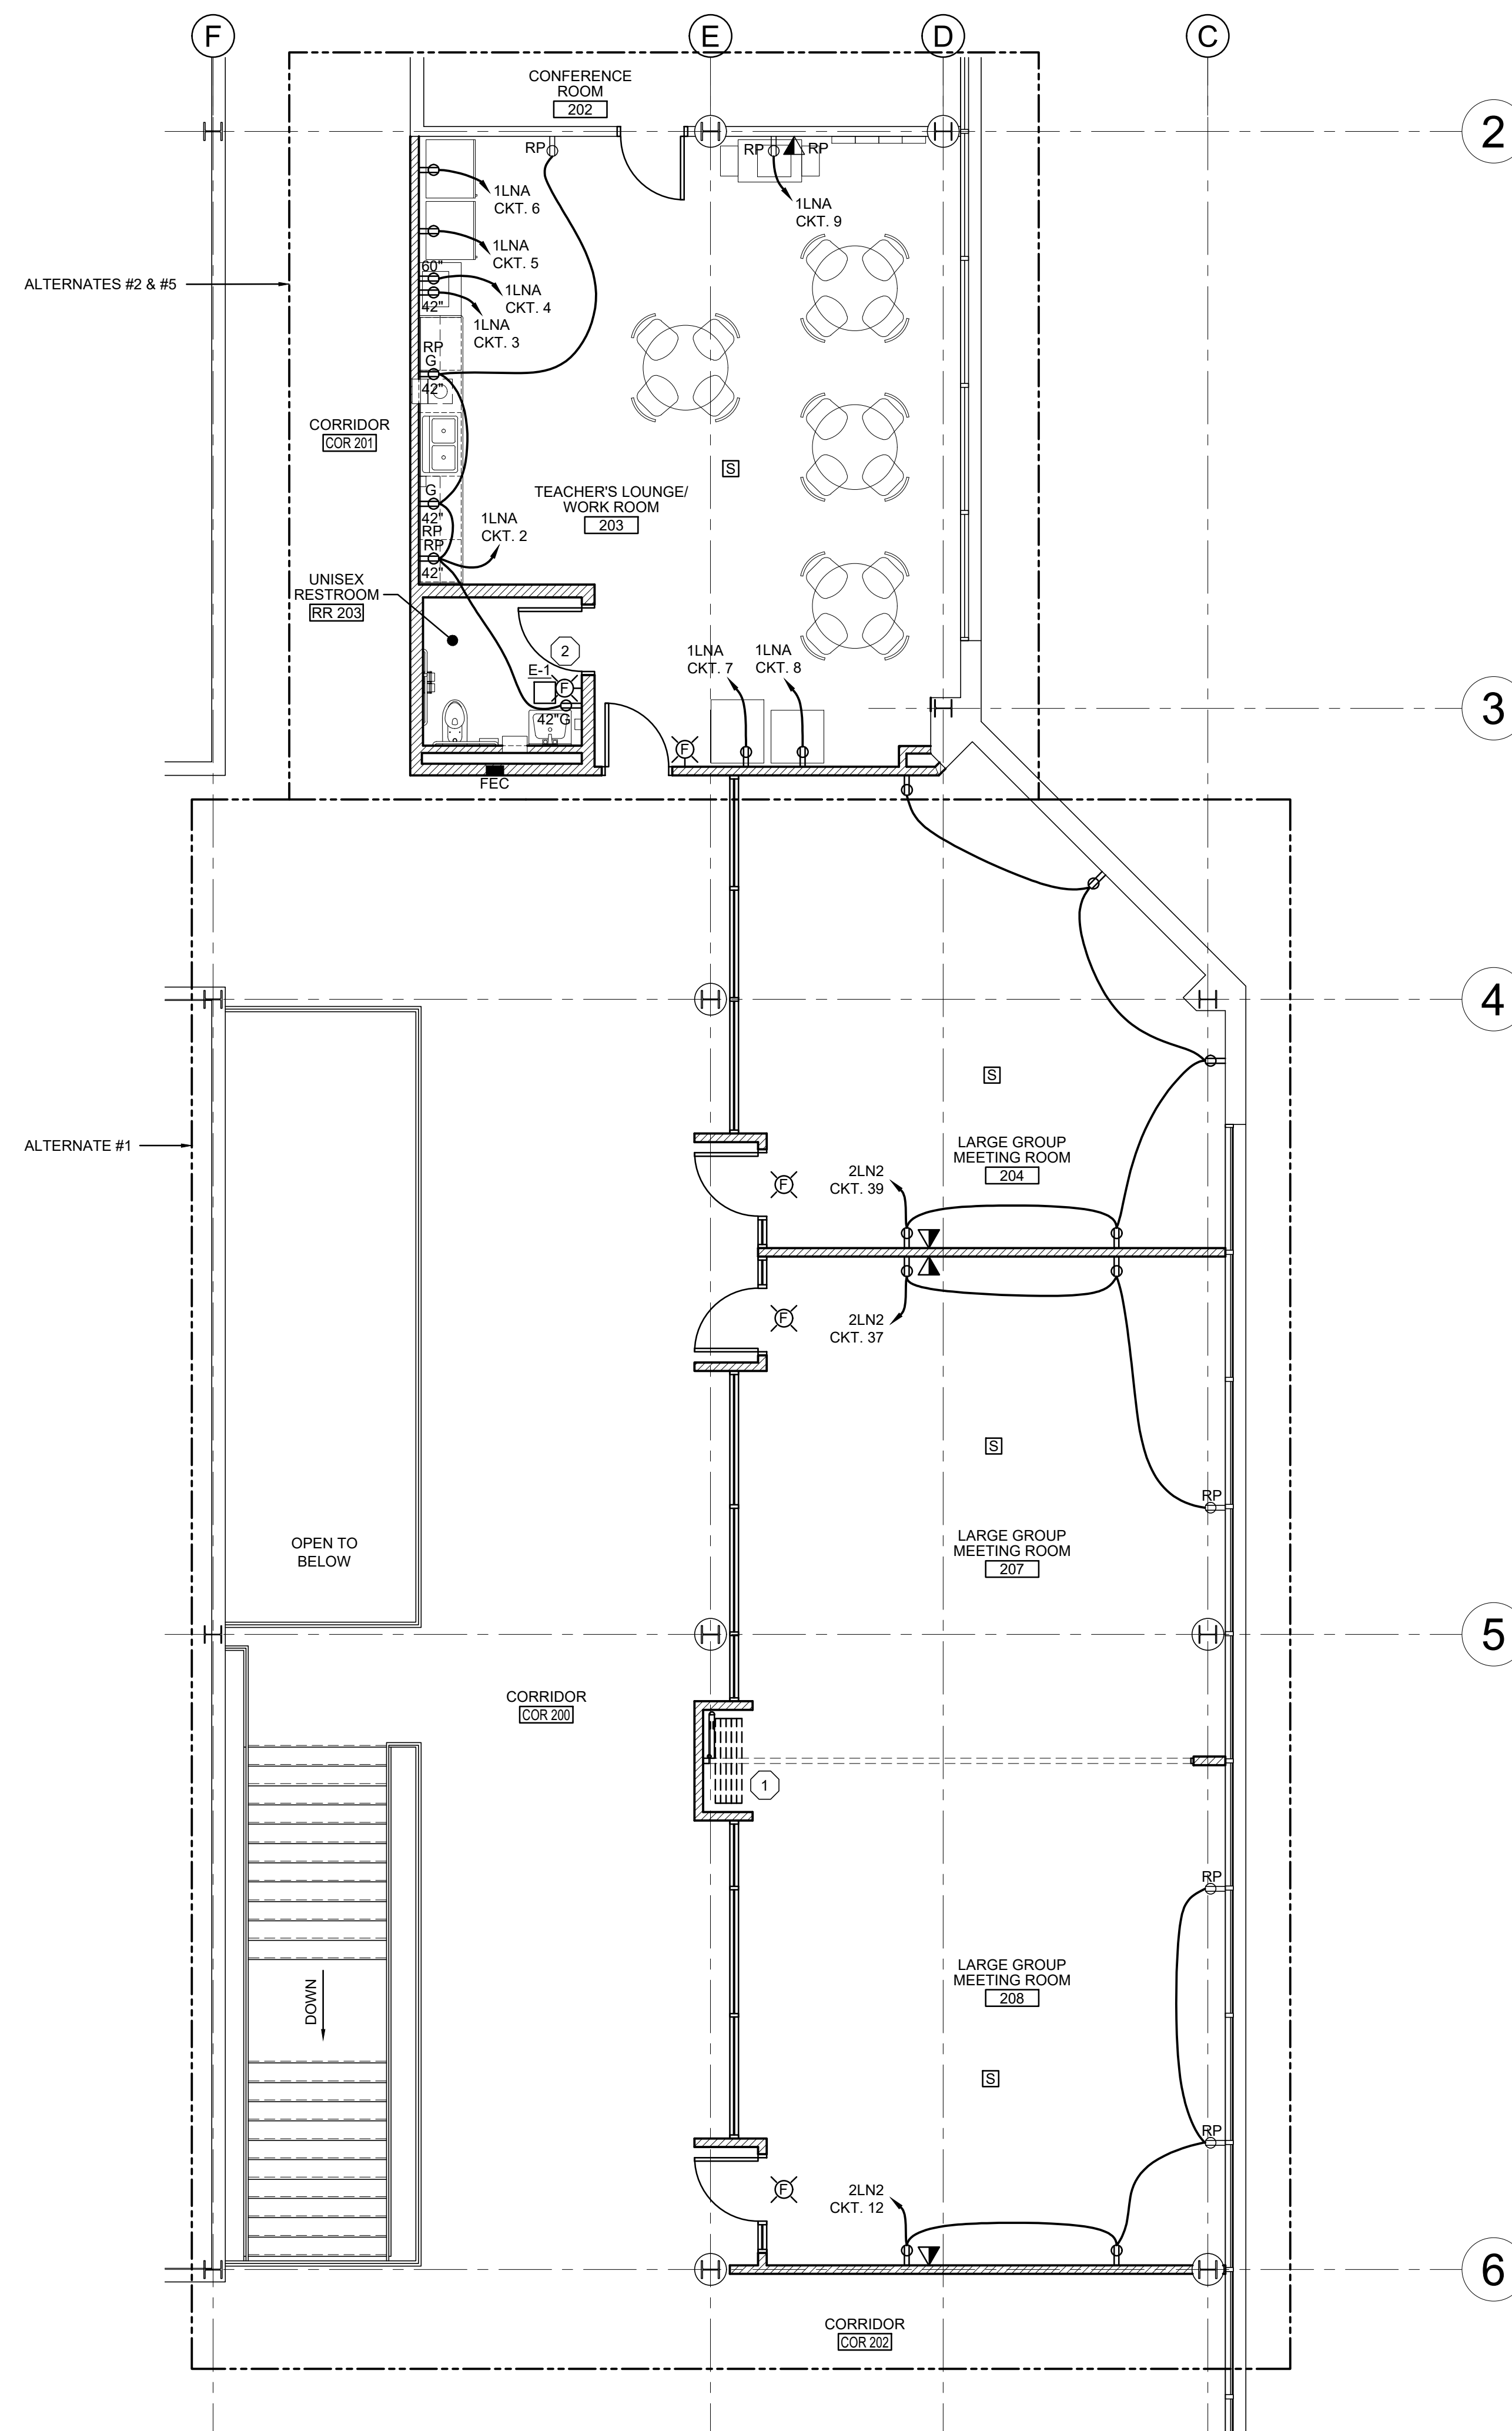 F
E
D
C
CONFERENCE
ROOM
202
2
RP
RP
RP
1LNA
CKT. 6
1LNA
CKT. 9
1LNA
CKT. 5
60"
ALTERNATES #2 & #5
1LNA
CKT. 4
42"
1LNA
CKT. 3
RP
G
42"
CORRIDOR
COR 201
S
G
42"
RP
TEACHER'S LOUNGE/
WORK ROOM
203
1LNA
CKT. 2
RP
42"
UNISEX
RESTROOM
RR 203
2
E-1
F
42"G
1LNA
CKT. 7
1LNA
CKT. 8
3
F
FEC
4
S
ALTERNATE #1
LARGE GROUP
MEETING ROOM
204
2LN2
CKT. 39
F
F
2LN2
CKT. 37
S
RP
OPEN TO
BELOW
LARGE GROUP
MEETING ROOM
207
5
CORRIDOR
COR 200
1
RP
LARGE GROUP
MEETING ROOM
208
DOWN
S
RP
F
2LN2
CKT. 12
6
CORRIDOR
COR 202